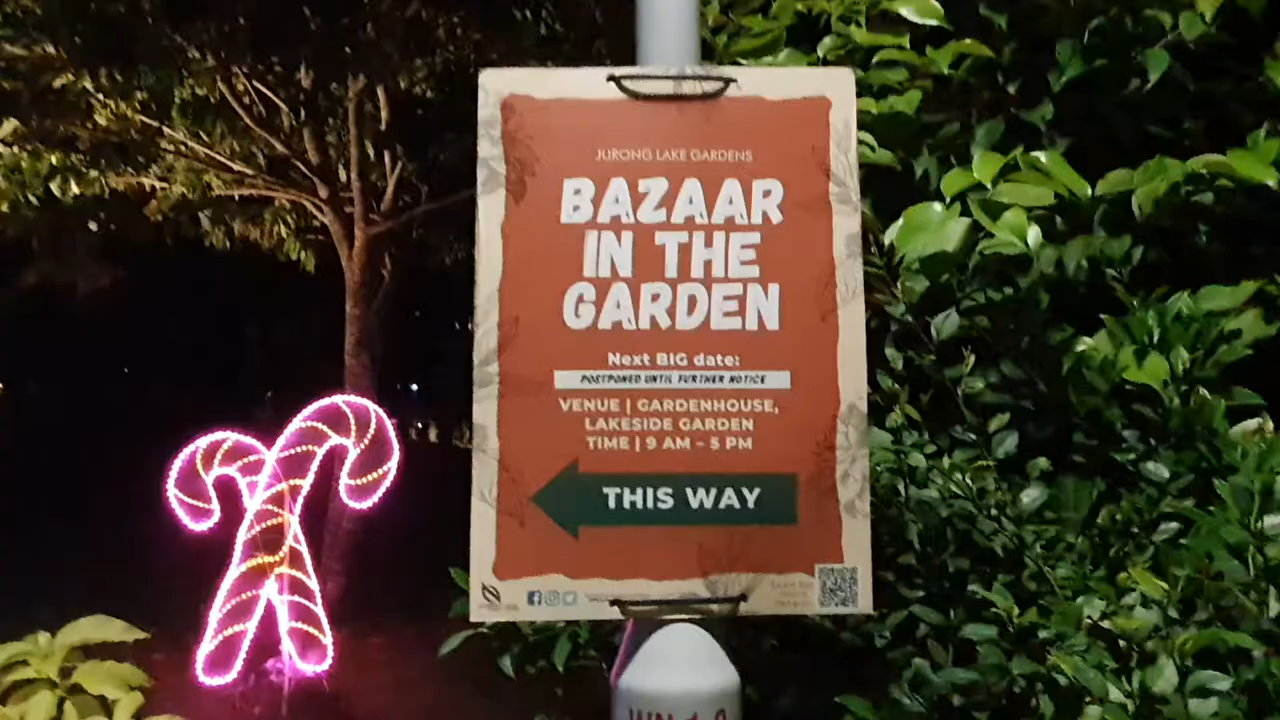 JURONG LAKE GARDENS
BAZAAR
IN THE
GARDEN
Next BIG date:
POSTPONED UNTIL FURTHER NOTICE
VENUE | GARDENHOUSE,
LAKESIDE GARDEN
TIME | 9 AM – 5 PM
THIS WAY